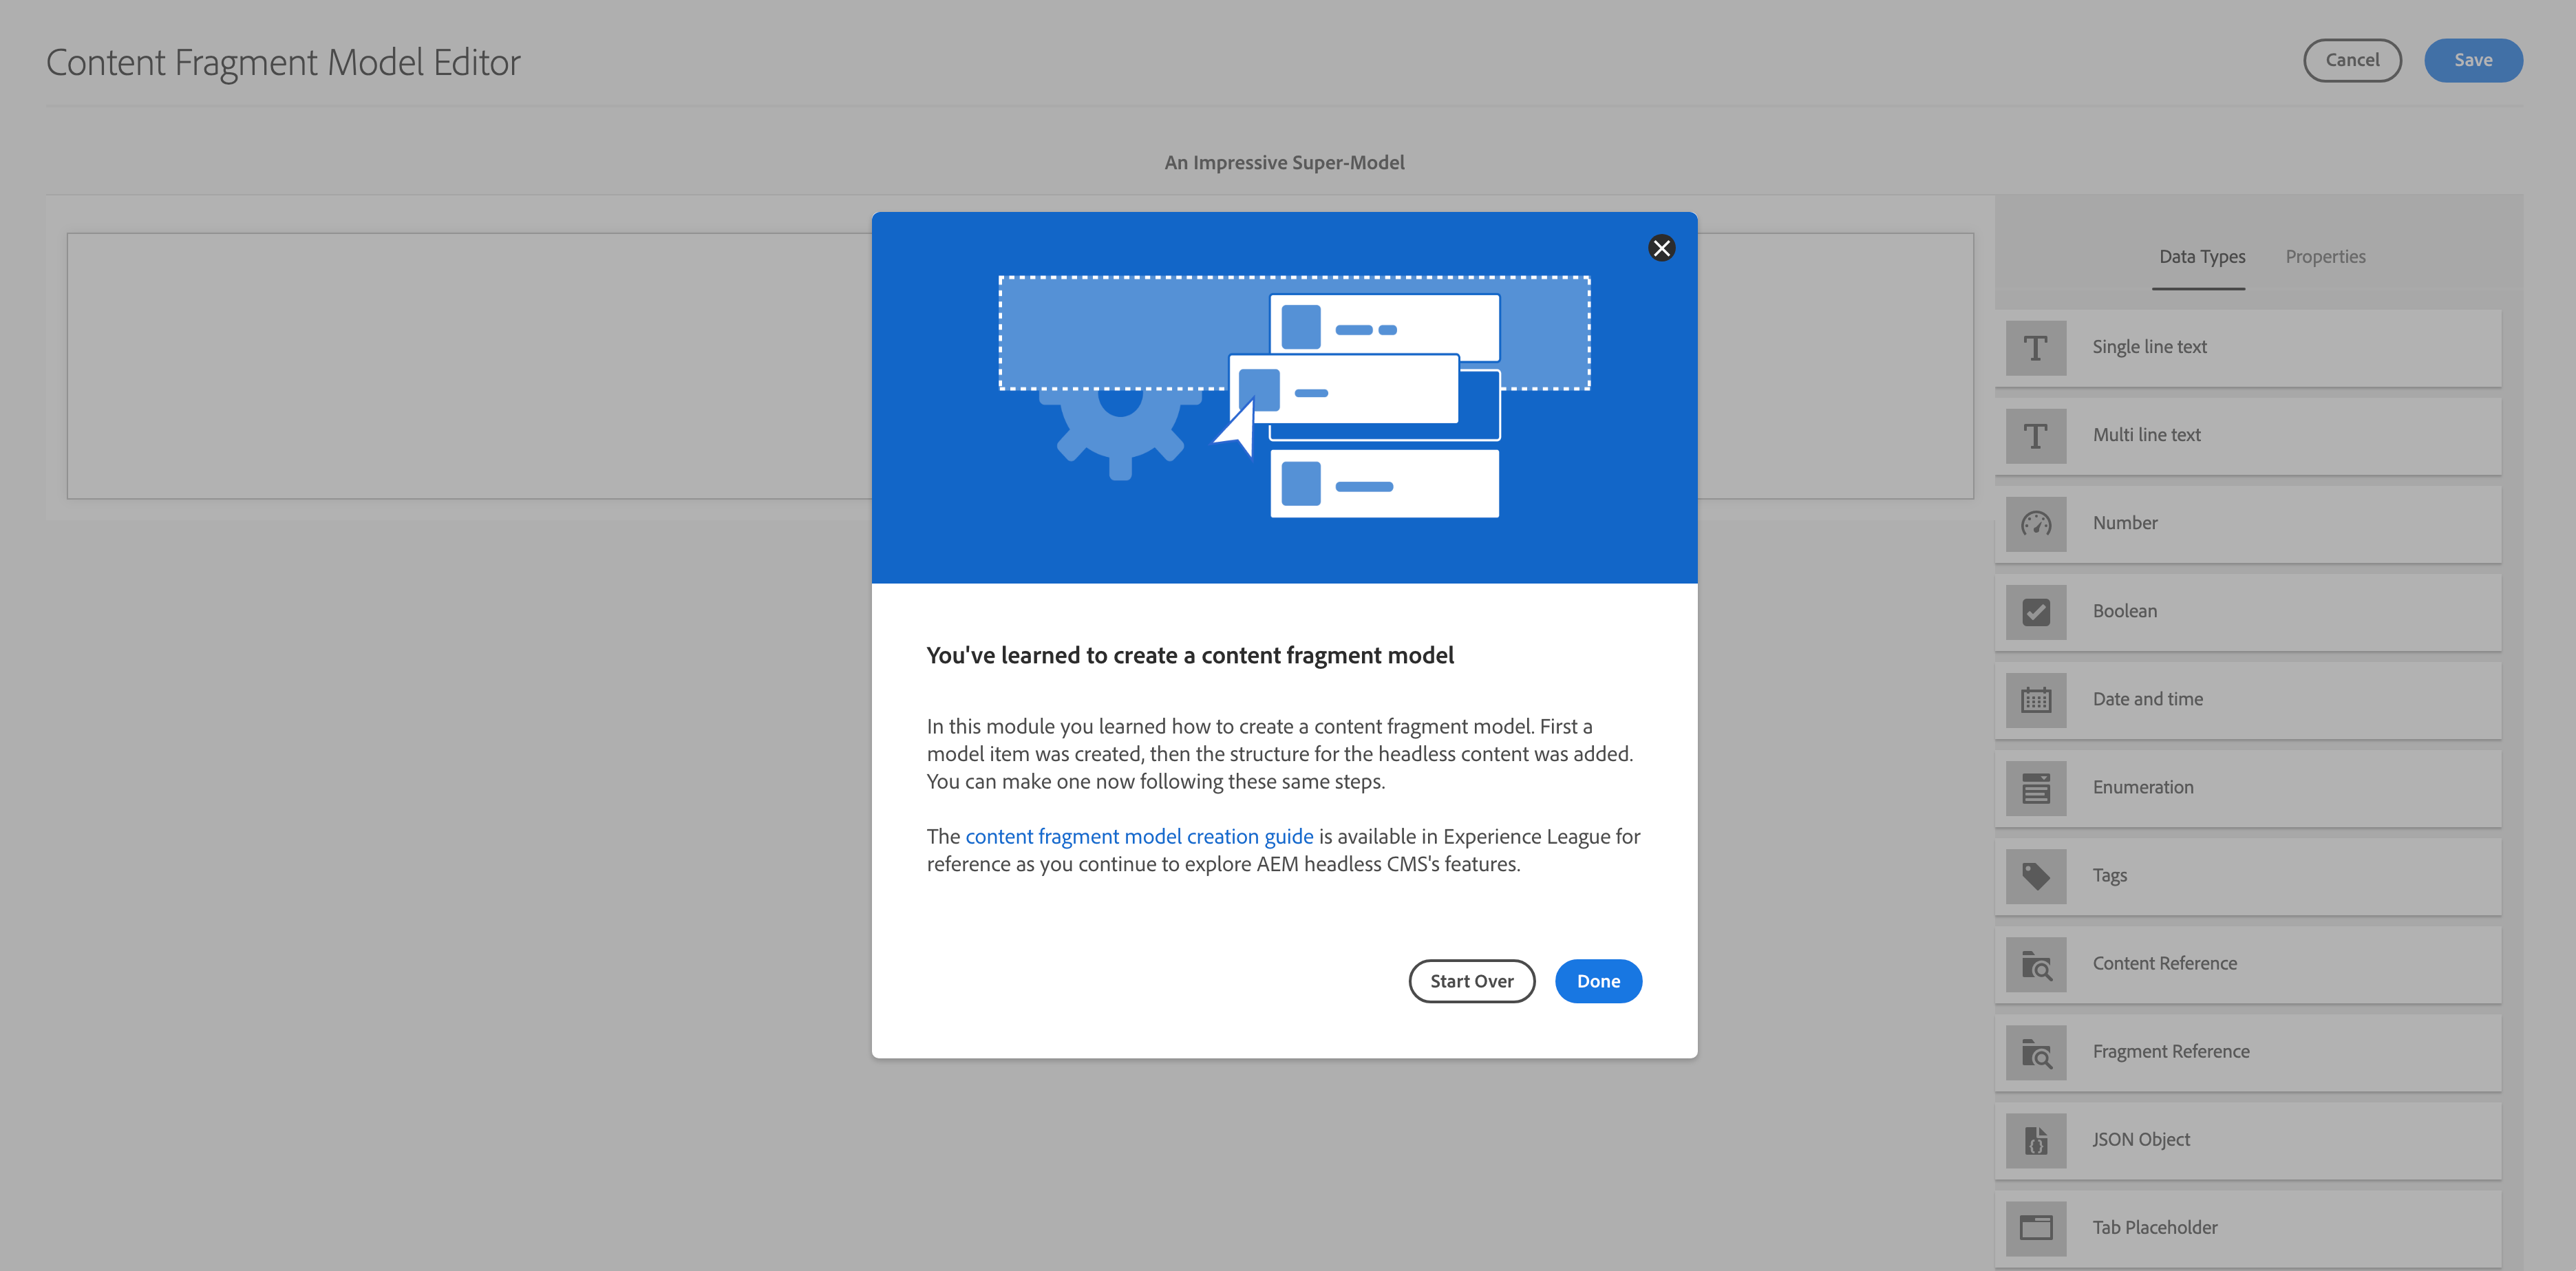 Content Fragment Model Editor
Cancel
Save
An Impressive Super-Model
Data Types
Properties
Single line text
Multi line text
Number
Boolean
Date and time
Enumeration
Tags
Content Reference
Fragment Reference
JSON Object
Tab Placeholder
You've learned to create a content fragment model
In this module you learned how to create a content fragment model. First a
model item was created, then the structure for the headless content was added.
You can make one now following these same steps.
The content fragment model creation guide is available in Experience League for
reference as you continue to explore AEM headless CMS's features.
Start Over
Done